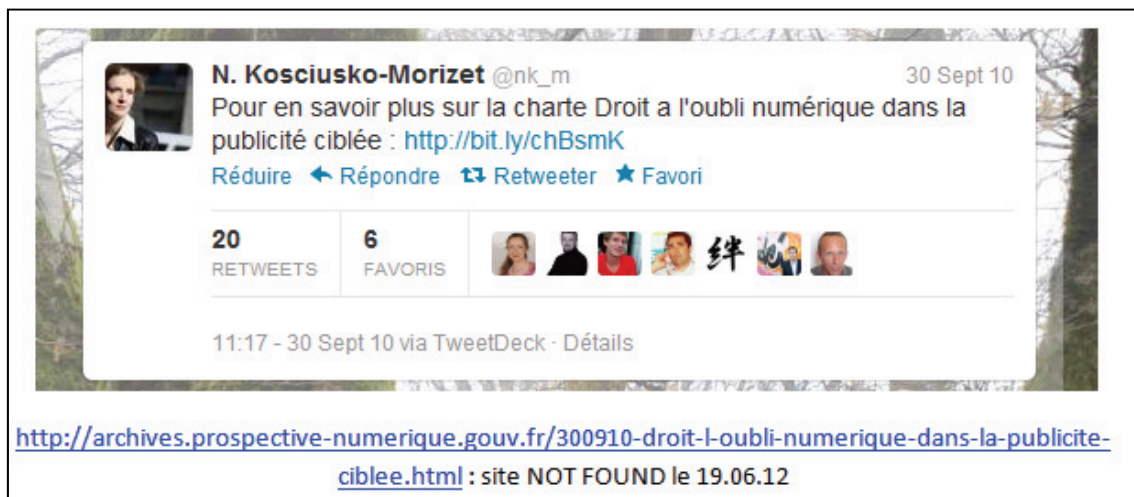 N. Kosciusko-Morizet @nk_m 30 Sept 10
Pour en savoir plus sur la charte Droit a l'oubli numérique dans la
publicité ciblée : http://bit.ly/chBsmK
Réduire Répondre Retweeter Favori
20 6
RETWEETS FAVORIS
绊
11:17 - 30 Sept 10 via TweetDeck · Détails
http://archives.prospective-numerique.gouv.fr/300910-droit-l-oubli-numerique-dans-la-publicite-
ciblee.html : site NOT FOUND le 19.06.12